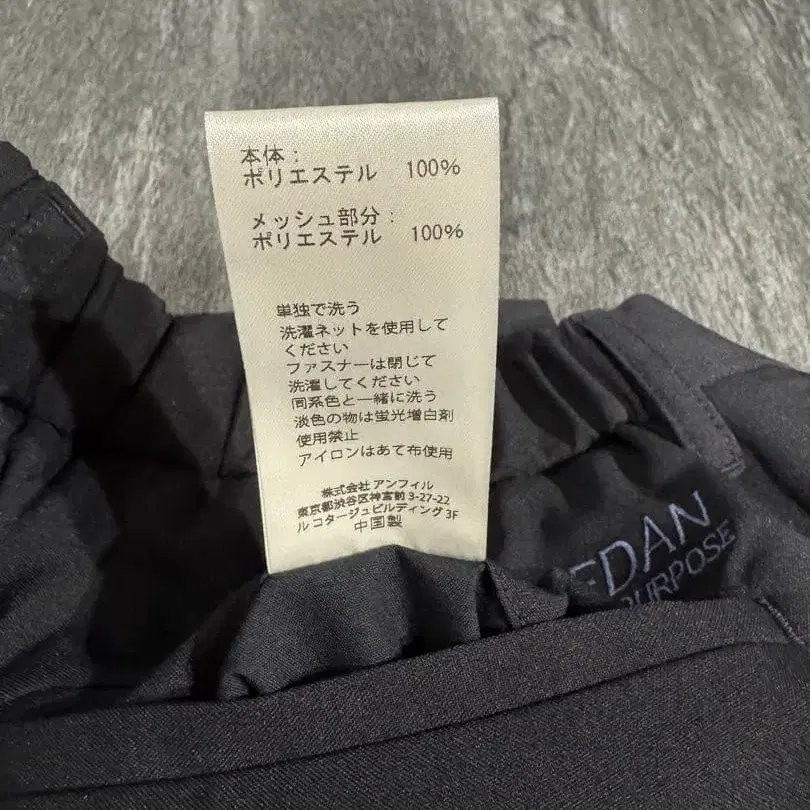 本体：
ポリエステル 100%
メッシュ部分：
ポリエステル 100%
単独で洗う
洗濯ネットを使用して
ください
ファスナーは閉じて
洗濯してください
同系色と一緒に洗う
淡色の物は蛍光増白剤
使用禁止
アイロンはあて布使用
株式会社 アンフィル
東京都渋谷区神宮前 3-27-22
ル コタージュビルディング 3F
中国製
PURPOSE